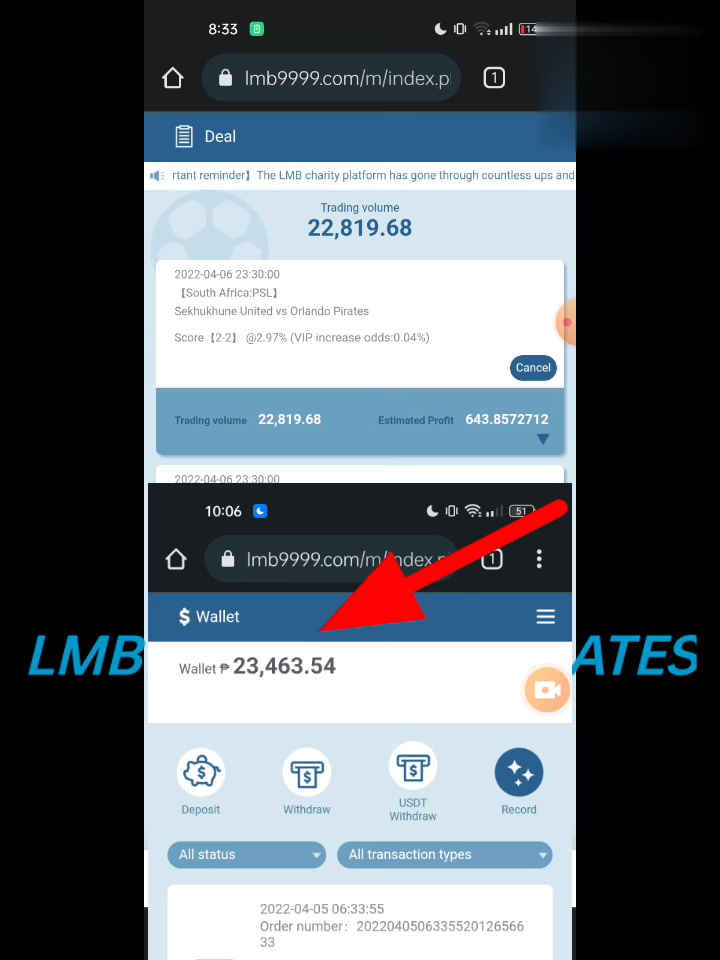 8:33
14
lmb9999.com/m/index.p
1
Deal
rtant reminder】The LMB charity platform has gone through countless ups and
Trading volume
22,819.68
2022-04-06 23:30:00
【South Africa:PSL】
Sekhukhune United vs Orlando Pirates
Score【2-2】 @2.97% (VIP increase odds:0.04%)
Cancel
Trading volume 22,819.68 Estimated Profit 643.8572712
2022-04-06 23:30:00
10:06
51
lmb9999.com/m/index.p
1
$ Wallet
LMB ATES
Wallet ₱ 23,463.54
Deposit Withdraw USDT Withdraw Record
All status All transaction types
2022-04-05 06:33:55
Order number: 2022040506335520126566
33